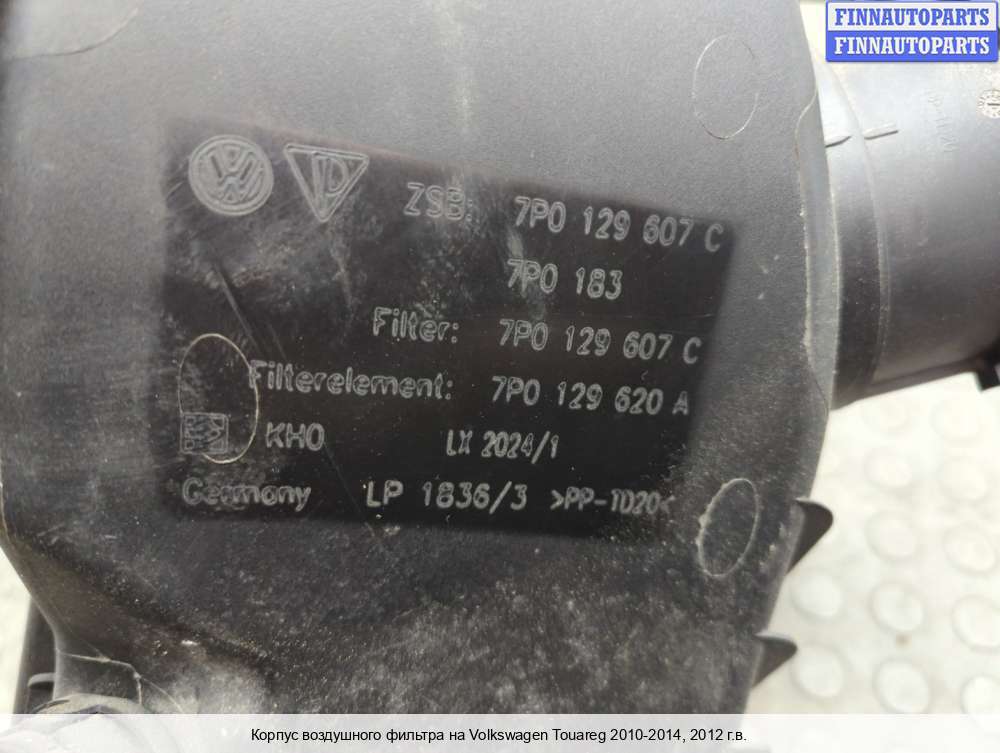 FINNAUTOPARTS
FINNAUTOPARTS
ZSB: 7P0 129 607 C
7P0 183
Filter: 7P0 129 607 C
Filterelement: 7P0 129 620 A
KHO LX 2024/1
Germany LP 1836/3 >PP-TD20<
Корпус воздушного фильтра на Volkswagen Touareg 2010-2014, 2012 г.в.